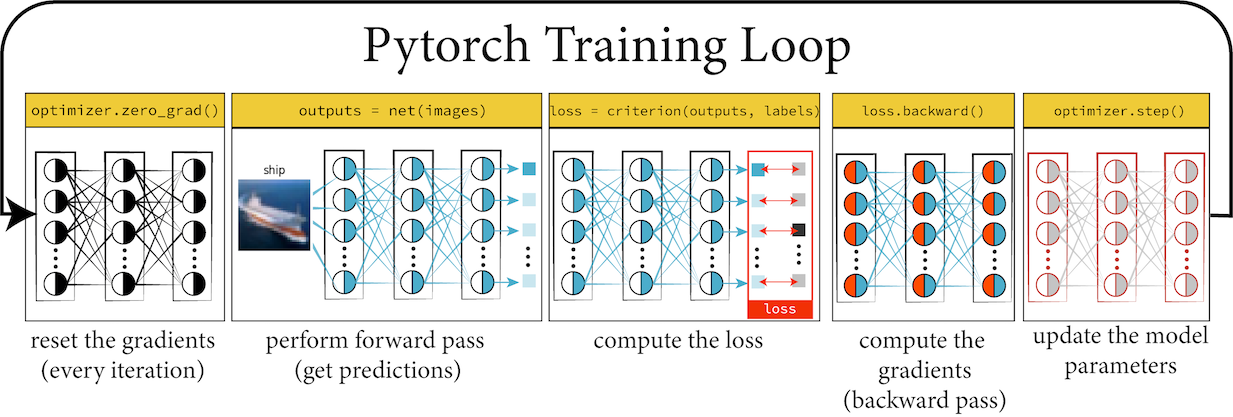 Pytorch Training Loop
optimizer.zero_grad()
outputs = net(images)
loss = criterion(outputs, labels)
loss.backward()
optimizer.step()
ship
loss
reset the gradients
(every iteration)
perform forward pass
(get predictions)
compute the loss
compute the
gradients
(backward pass)
update the model
parameters